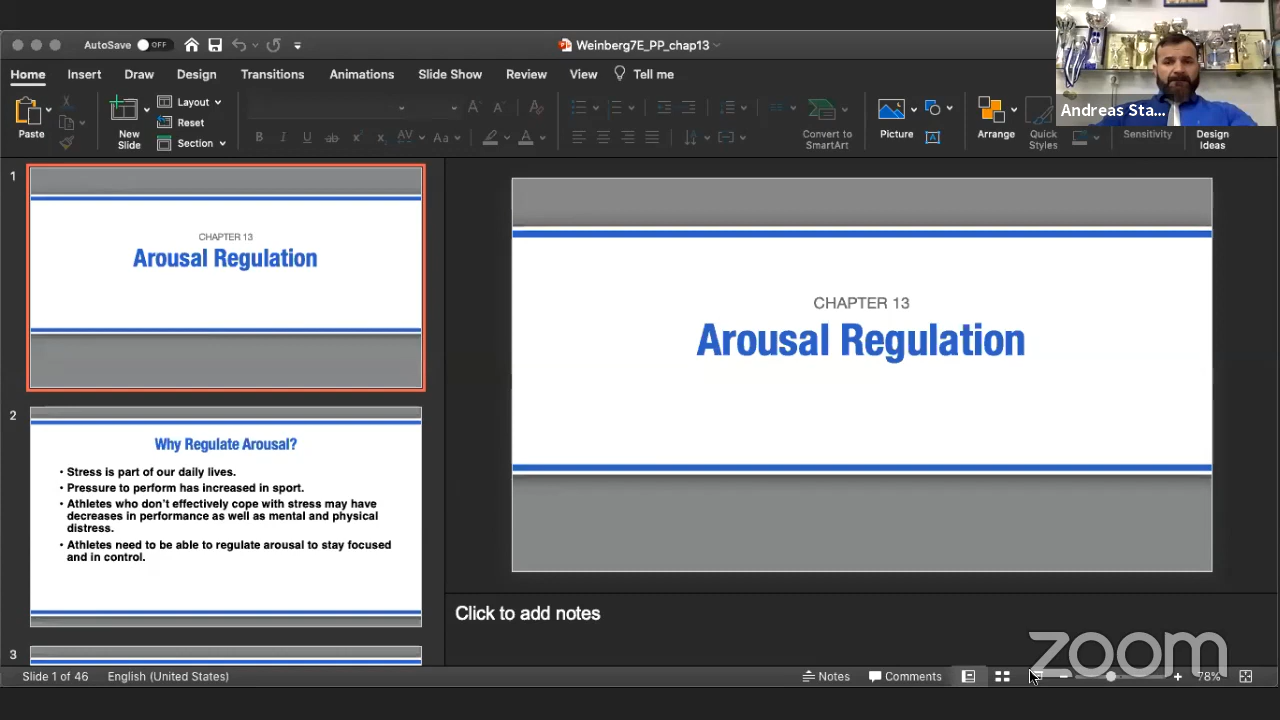 AutoSave OFF
Weinberg7E_PP_chap13
Home Insert Draw Design Transitions Animations Slide Show Review View Tell me
Andreas Sta...
Paste
New
Slide
Layout
Reset
Section
B I U ab x x AV Aa A
Convert to
SmartArt
Picture
Arrange
Quick
Styles
Sensitivity
Design
Ideas
1
CHAPTER 13
Arousal Regulation
2
Why Regulate Arousal?
• Stress is part of our daily lives.
• Pressure to perform has increased in sport.
• Athletes who don't effectively cope with stress may have
decreases in performance as well as mental and physical
distress.
• Athletes need to be able to regulate arousal to stay focused
and in control.
3
CHAPTER 13
Arousal Regulation
Click to add notes
zoom
Slide 1 of 46 English (United States) Notes Comments 78%